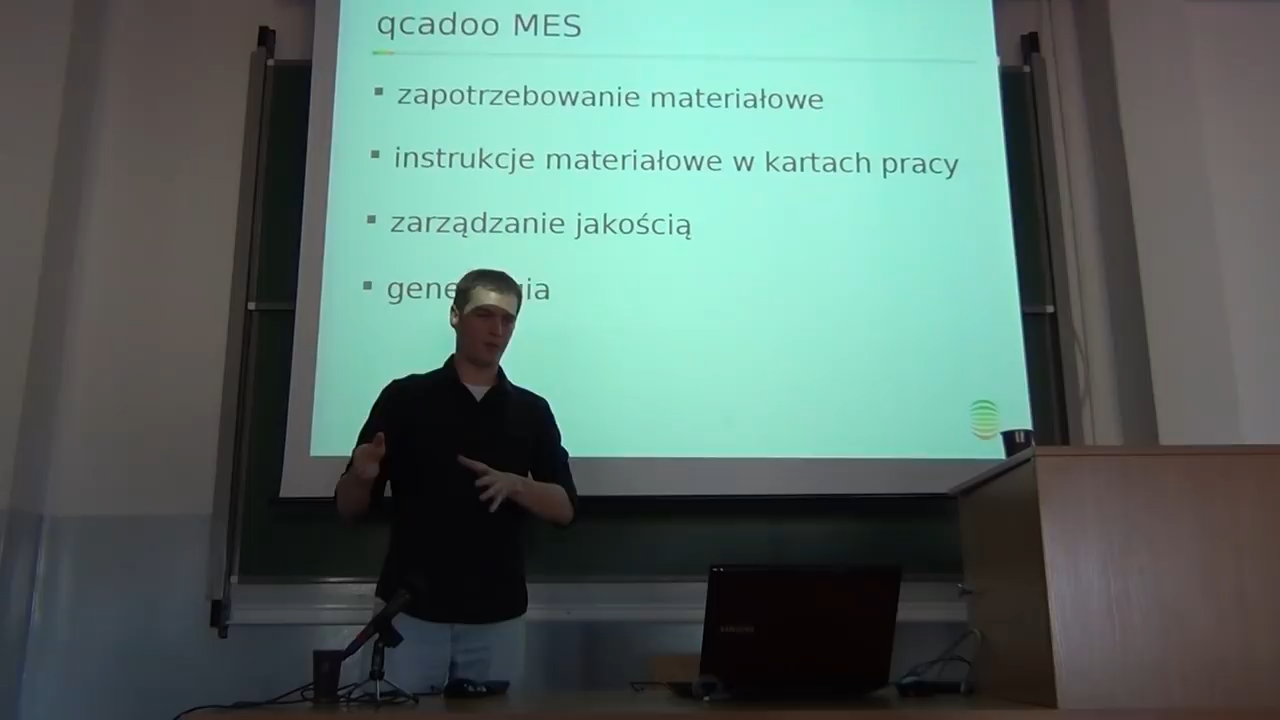 qcadoo MES
zapotrzebowanie materiałowe
instrukcje materiałowe w kartach pracy
zarządzanie jakością